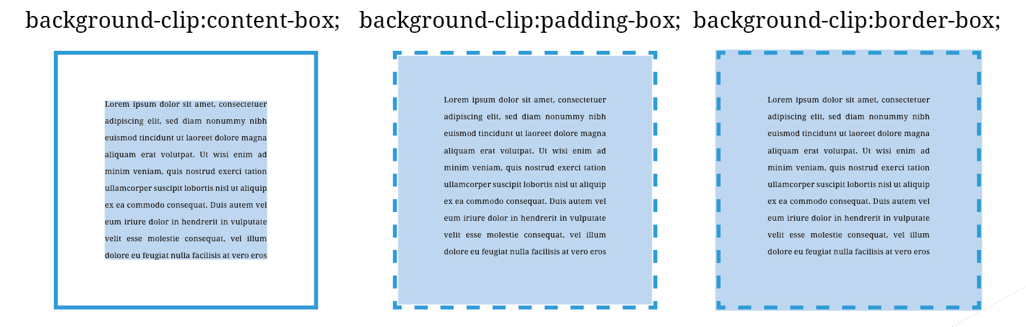 background-clip:content-box;
background-clip:padding-box;
background-clip:border-box;
Lorem ipsum dolor sit amet, consectetuer
adipiscing elit, sed diam nonummy nibh
euismod tincidunt ut laoreet dolore magna
aliquam erat volutpat. Ut wisi enim ad
minim veniam, quis nostrud exerci tation
ullamcorper suscipit lobortis nisl ut aliquip
ex ea commodo consequat. Duis autem vel
eum iriure dolor in hendrerit in vulputate
velit esse molestie consequat, vel illum
dolore eu feugiat nulla facilisis at vero eros
Lorem ipsum dolor sit amet, consectetuer
adipiscing elit, sed diam nonummy nibh
euismod tincidunt ut laoreet dolore magna
aliquam erat volutpat. Ut wisi enim ad
minim veniam, quis nostrud exerci tation
ullamcorper suscipit lobortis nisl ut aliquip
ex ea commodo consequat. Duis autem vel
eum iriure dolor in hendrerit in vulputate
velit esse molestie consequat, vel illum
dolore eu feugiat nulla facilisis at vero eros
Lorem ipsum dolor sit amet, consectetuer
adipiscing elit, sed diam nonummy nibh
euismod tincidunt ut laoreet dolore magna
aliquam erat volutpat. Ut wisi enim ad
minim veniam, quis nostrud exerci tation
ullamcorper suscipit lobortis nisl ut aliquip
ex ea commodo consequat. Duis autem vel
eum iriure dolor in hendrerit in vulputate
velit esse molestie consequat, vel illum
dolore eu feugiat nulla facilisis at vero eros